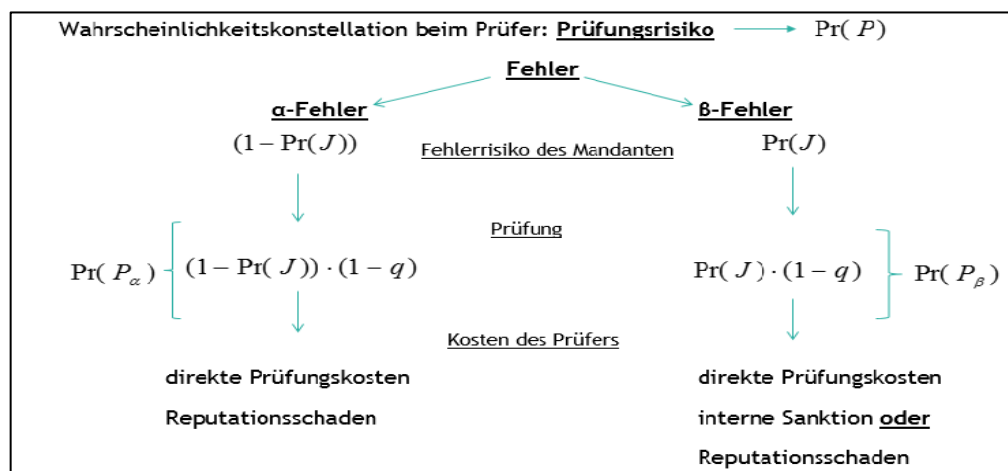 Wahrscheinlichkeitskonstellation beim Prüfer: Prüfungsrisiko → Pr( P)
Fehler
α-Fehler β-Fehler
(1 − Pr( J)) Fehlerrisiko des Mandanten Pr( J)
Prüfung
Pr( Pα) { (1 − Pr( J)) · (1 − q) Pr( J) · (1 − q) } Pr( Pβ)
Kosten des Prüfers
direkte Prüfungskosten direkte Prüfungskosten
Reputationsschaden interne Sanktion oder
Reputationsschaden